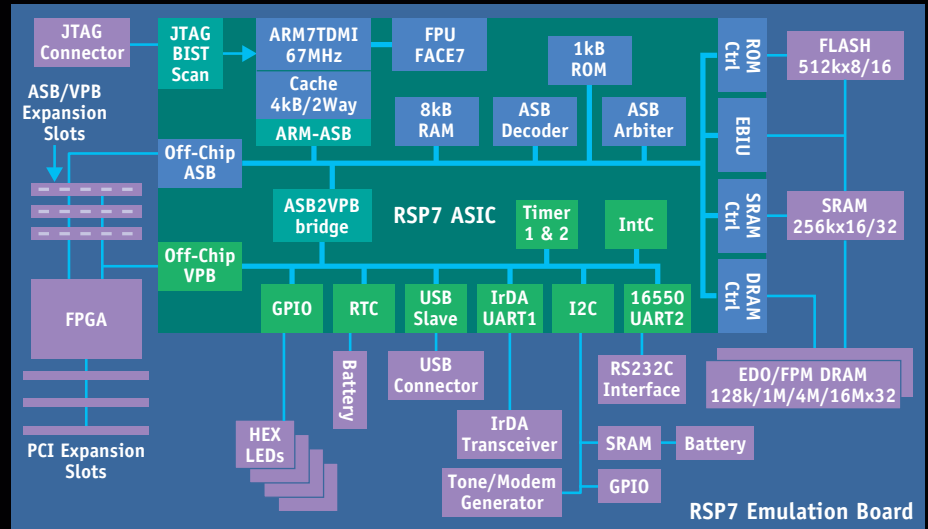 JTAG
Connector
JTAG
BIST
Scan
ARM7TDMI
67MHz
FPU
FACE7
1kB
ROM
ROM
Ctrl
FLASH
512kx8/16
ASB/VPB
Expansion
Slots
Cache
4kB/2Way
ARM-ASB
8kB
RAM
ASB
Decoder
ASB
Arbiter
EBIU
Off-Chip
ASB
ASB2VPB
bridge
RSP7 ASIC
Timer
1 & 2
IntC
SRAM
Ctrl
SRAM
256kx16/32
Off-Chip
VPB
DRAM
Ctrl
FPGA
GPIO
RTC
USB
Slave
IrDA
UART1
I2C
16550
UART2
Battery
USB
Connector
RS232C
Interface
EDO/FPM DRAM
128k/1M/4M/16Mx32
PCI Expansion
Slots
HEX
LEDs
IrDA
Transceiver
SRAM
Battery
Tone/Modem
Generator
GPIO
RSP7 Emulation Board